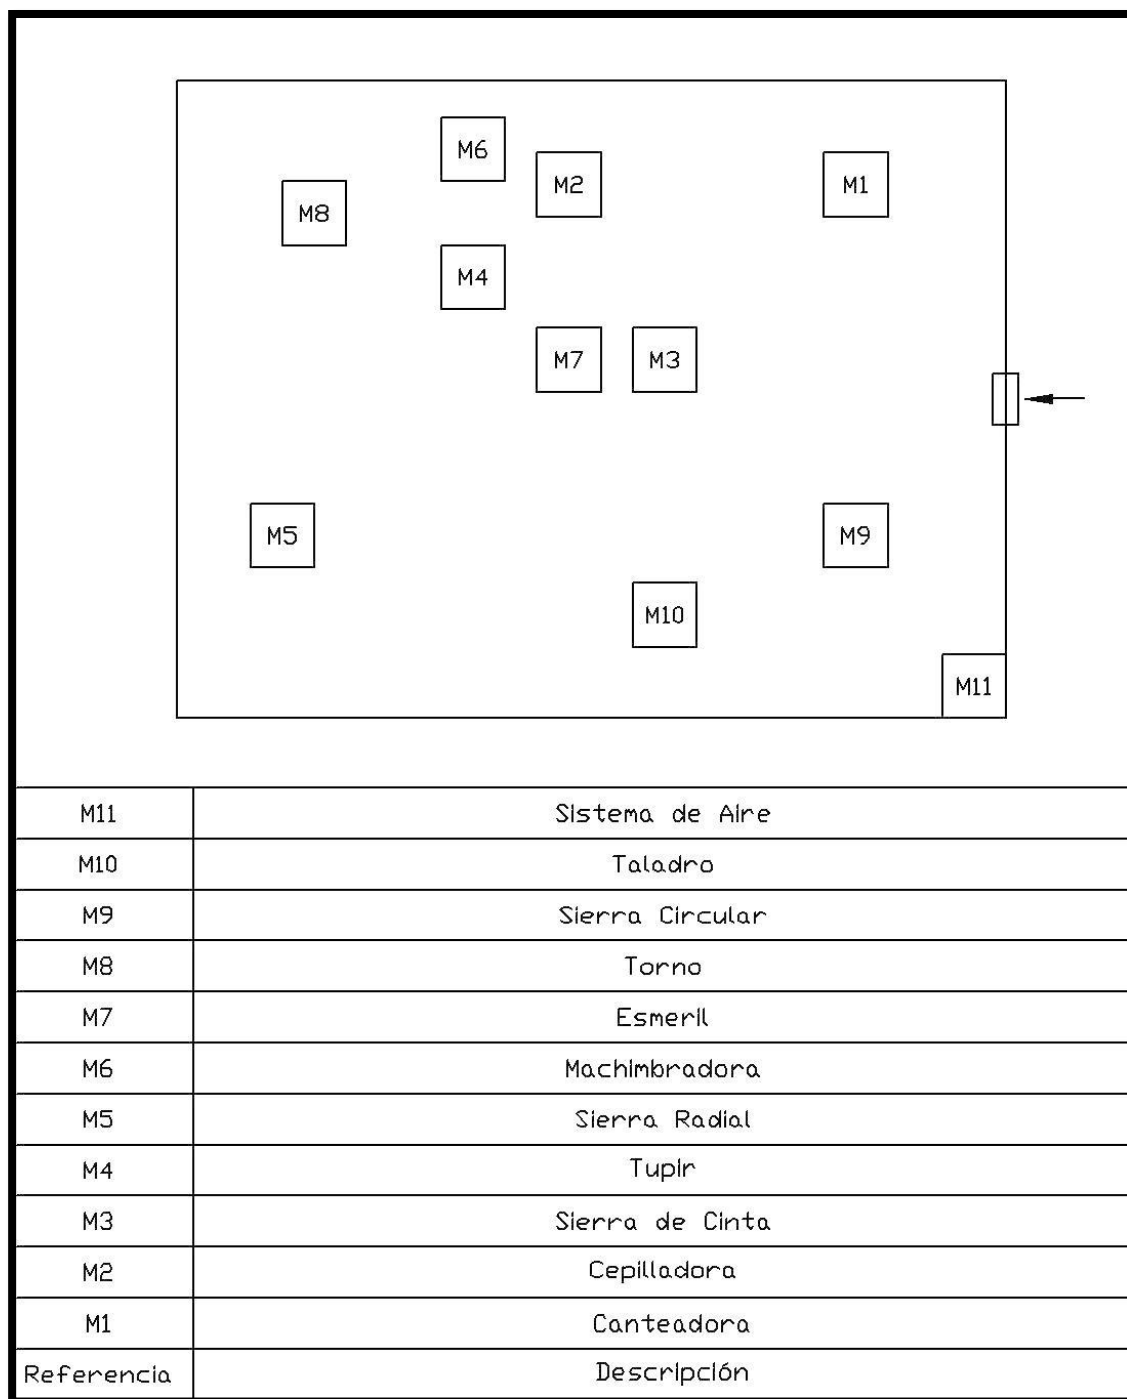 M6
M2
M1
M8
M4
M7
M3
M5
M9
M10
M11
M11 Sistema de Aire
M10 Taladro
M9 Sierra Circular
M8 Torno
M7 Esmeril
M6 Machimbradora
M5 Sierra Radial
M4 Tupir
M3 Sierra de Cinta
M2 Cepilladora
M1 Canteadora
Referencia Descripción